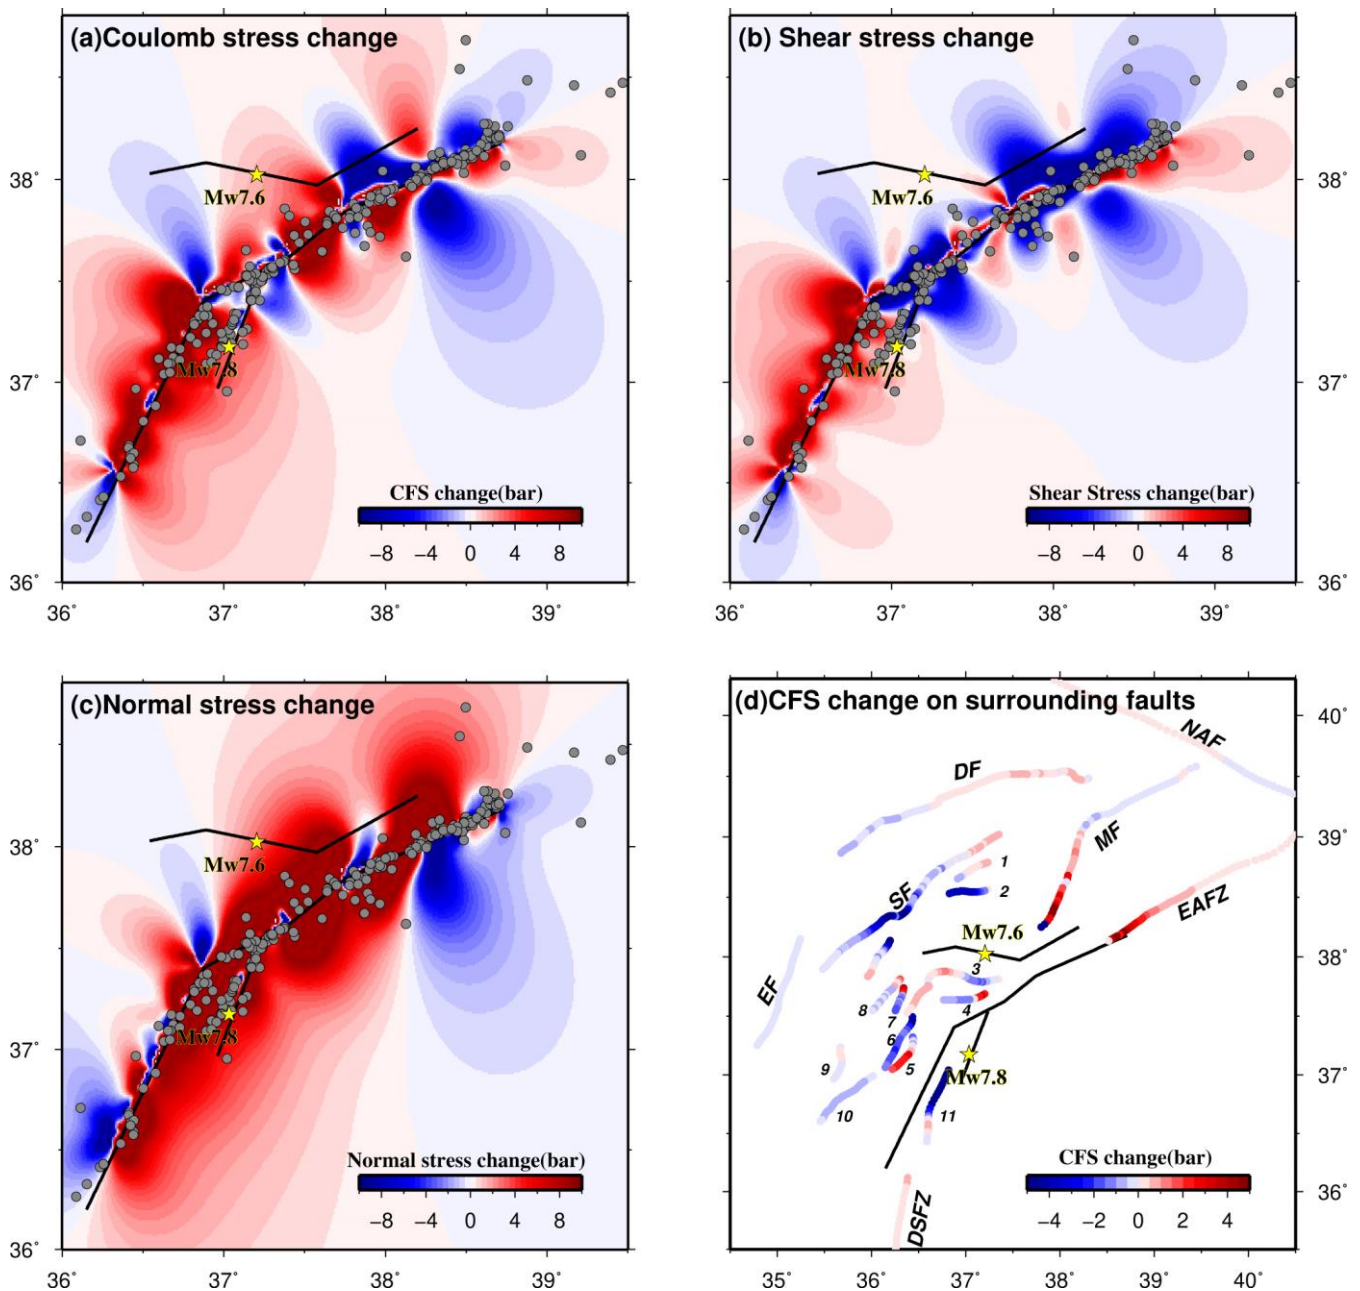 (a)Coulomb stress change
38˚
37˚
36˚
Mw7.6
Mw7.8
CFS change(bar)
−8 −4 0 4 8
36˚ 37˚ 38˚ 39˚
(b) Shear stress change
38˚
37˚
36˚
Mw7.6
Mw7.8
Shear Stress change(bar)
−8 −4 0 4 8
36˚ 37˚ 38˚ 39˚
(c)Normal stress change
38˚
37˚
36˚
Mw7.6
Mw7.8
Normal stress change(bar)
−8 −4 0 4 8
36˚ 37˚ 38˚ 39˚
(d)CFS change on surrounding faults
40˚
39˚
38˚
37˚
36˚
NAF
DF
MF
1
2
SF
EAFZ
Mw7.6
3
EF
4
8
7
6
5
9
Mw7.8
10
11
CFS change(bar)
−4 −2 0 2 4
DSFZ
35˚ 36˚ 37˚ 38˚ 39˚ 40˚